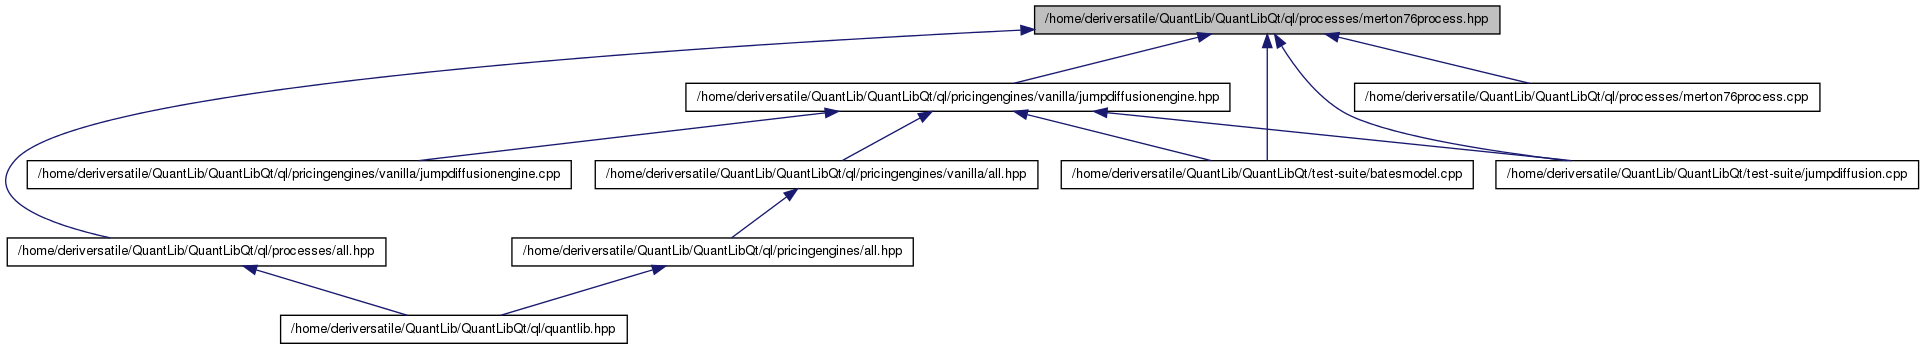 /home/deriversatile/QuantLib/QuantLibQt/ql/processes/merton76process.hpp
/home/deriversatile/QuantLib/QuantLibQt/ql/pricingengines/vanilla/jumpdiffusionengine.hpp
/home/deriversatile/QuantLib/QuantLibQt/ql/processes/merton76process.cpp
/home/deriversatile/QuantLib/QuantLibQt/ql/pricingengines/vanilla/jumpdiffusionengine.cpp
/home/deriversatile/QuantLib/QuantLibQt/ql/pricingengines/vanilla/all.hpp
/home/deriversatile/QuantLib/QuantLibQt/test-suite/batesmodel.cpp
/home/deriversatile/QuantLib/QuantLibQt/test-suite/jumpdiffusion.cpp
/home/deriversatile/QuantLib/QuantLibQt/ql/processes/all.hpp
/home/deriversatile/QuantLib/QuantLibQt/ql/pricingengines/all.hpp
/home/deriversatile/QuantLib/QuantLibQt/ql/quantlib.hpp